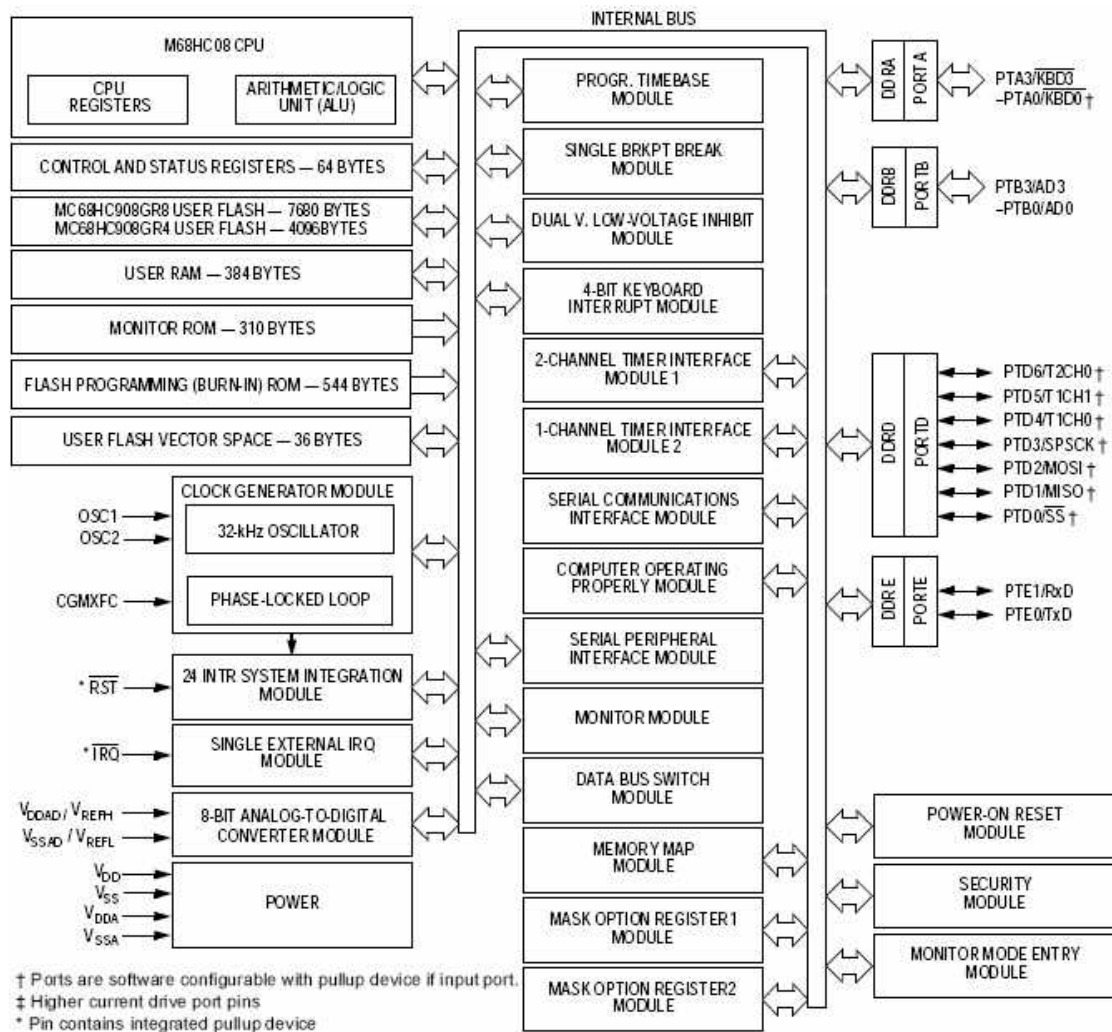 INTERNAL BUS
M68HC08 CPU
CPU
REGISTERS
ARITHMETIC/LOGIC
UNIT (ALU)
CONTROL AND STATUS REGISTERS — 64 BYTES
MC68HC908GR8 USER FLASH — 7680 BYTES
MC68HC908GR4 USER FLASH — 4096BYTES
USER RAM — 384 BYTES
MONITOR ROM — 310 BYTES
FLASH PROGRAMMING (BURN-IN) ROM — 544 BYTES
USER FLASH VECTOR SPACE — 36 BYTES
CLOCK GENERATOR MODULE
OSC1
OSC2
32-kHz OSCILLATOR
CGMXFC
PHASE-LOCKED LOOP
* RST
24 INTR SYSTEM INTEGRATION
MODULE
* IRQ
SINGLE EXTERNAL IRQ
MODULE
VDDAD / VREFH
VSSAD / VREFL
8-BIT ANALOG-TO-DIGITAL
CONVERTER MODULE
VDD
VSS
VDDA
VSSA
POWER
PROGR. TIMEBASE
MODULE
SINGLE BRKPT BREAK
MODULE
DUAL V. LOW-VOLTAGE INHIBIT
MODULE
4-BIT KEYBOARD
INTERRUPT MODULE
2-CHANNEL TIMER INTERFACE
MODULE 1
1-CHANNEL TIMER INTERFACE
MODULE 2
SERIAL COMMUNICATIONS
INTERFACE MODULE
COMPUTER OPERATING
PROPERLY MODULE
SERIAL PERIPHERAL
INTERFACE MODULE
MONITOR MODULE
DATA BUS SWITCH
MODULE
MEMORY MAP
MODULE
MASK OPTION REGISTER1
MODULE
MASK OPTION REGISTER2
MODULE
DDRA
PORTA
PTA3/KBD3
–PTA0/KBD0 †
DDRB
PORTB
PTB3/AD3
–PTB0/AD0
DDRD
PORTD
PTD6/T2CH0 †
PTD5/T1CH1 †
PTD4/T1CH0 †
PTD3/SPSCK †
PTD2/MOSI †
PTD1/MISO †
PTD0/SS †
DDRE
PORTE
PTE1/RxD
PTE0/TxD
POWER-ON RESET
MODULE
SECURITY
MODULE
MONITOR MODE ENTRY
MODULE
† Ports are software configurable with pullup device if input port.
‡ Higher current drive port pins
* Pin contains integrated pullup device